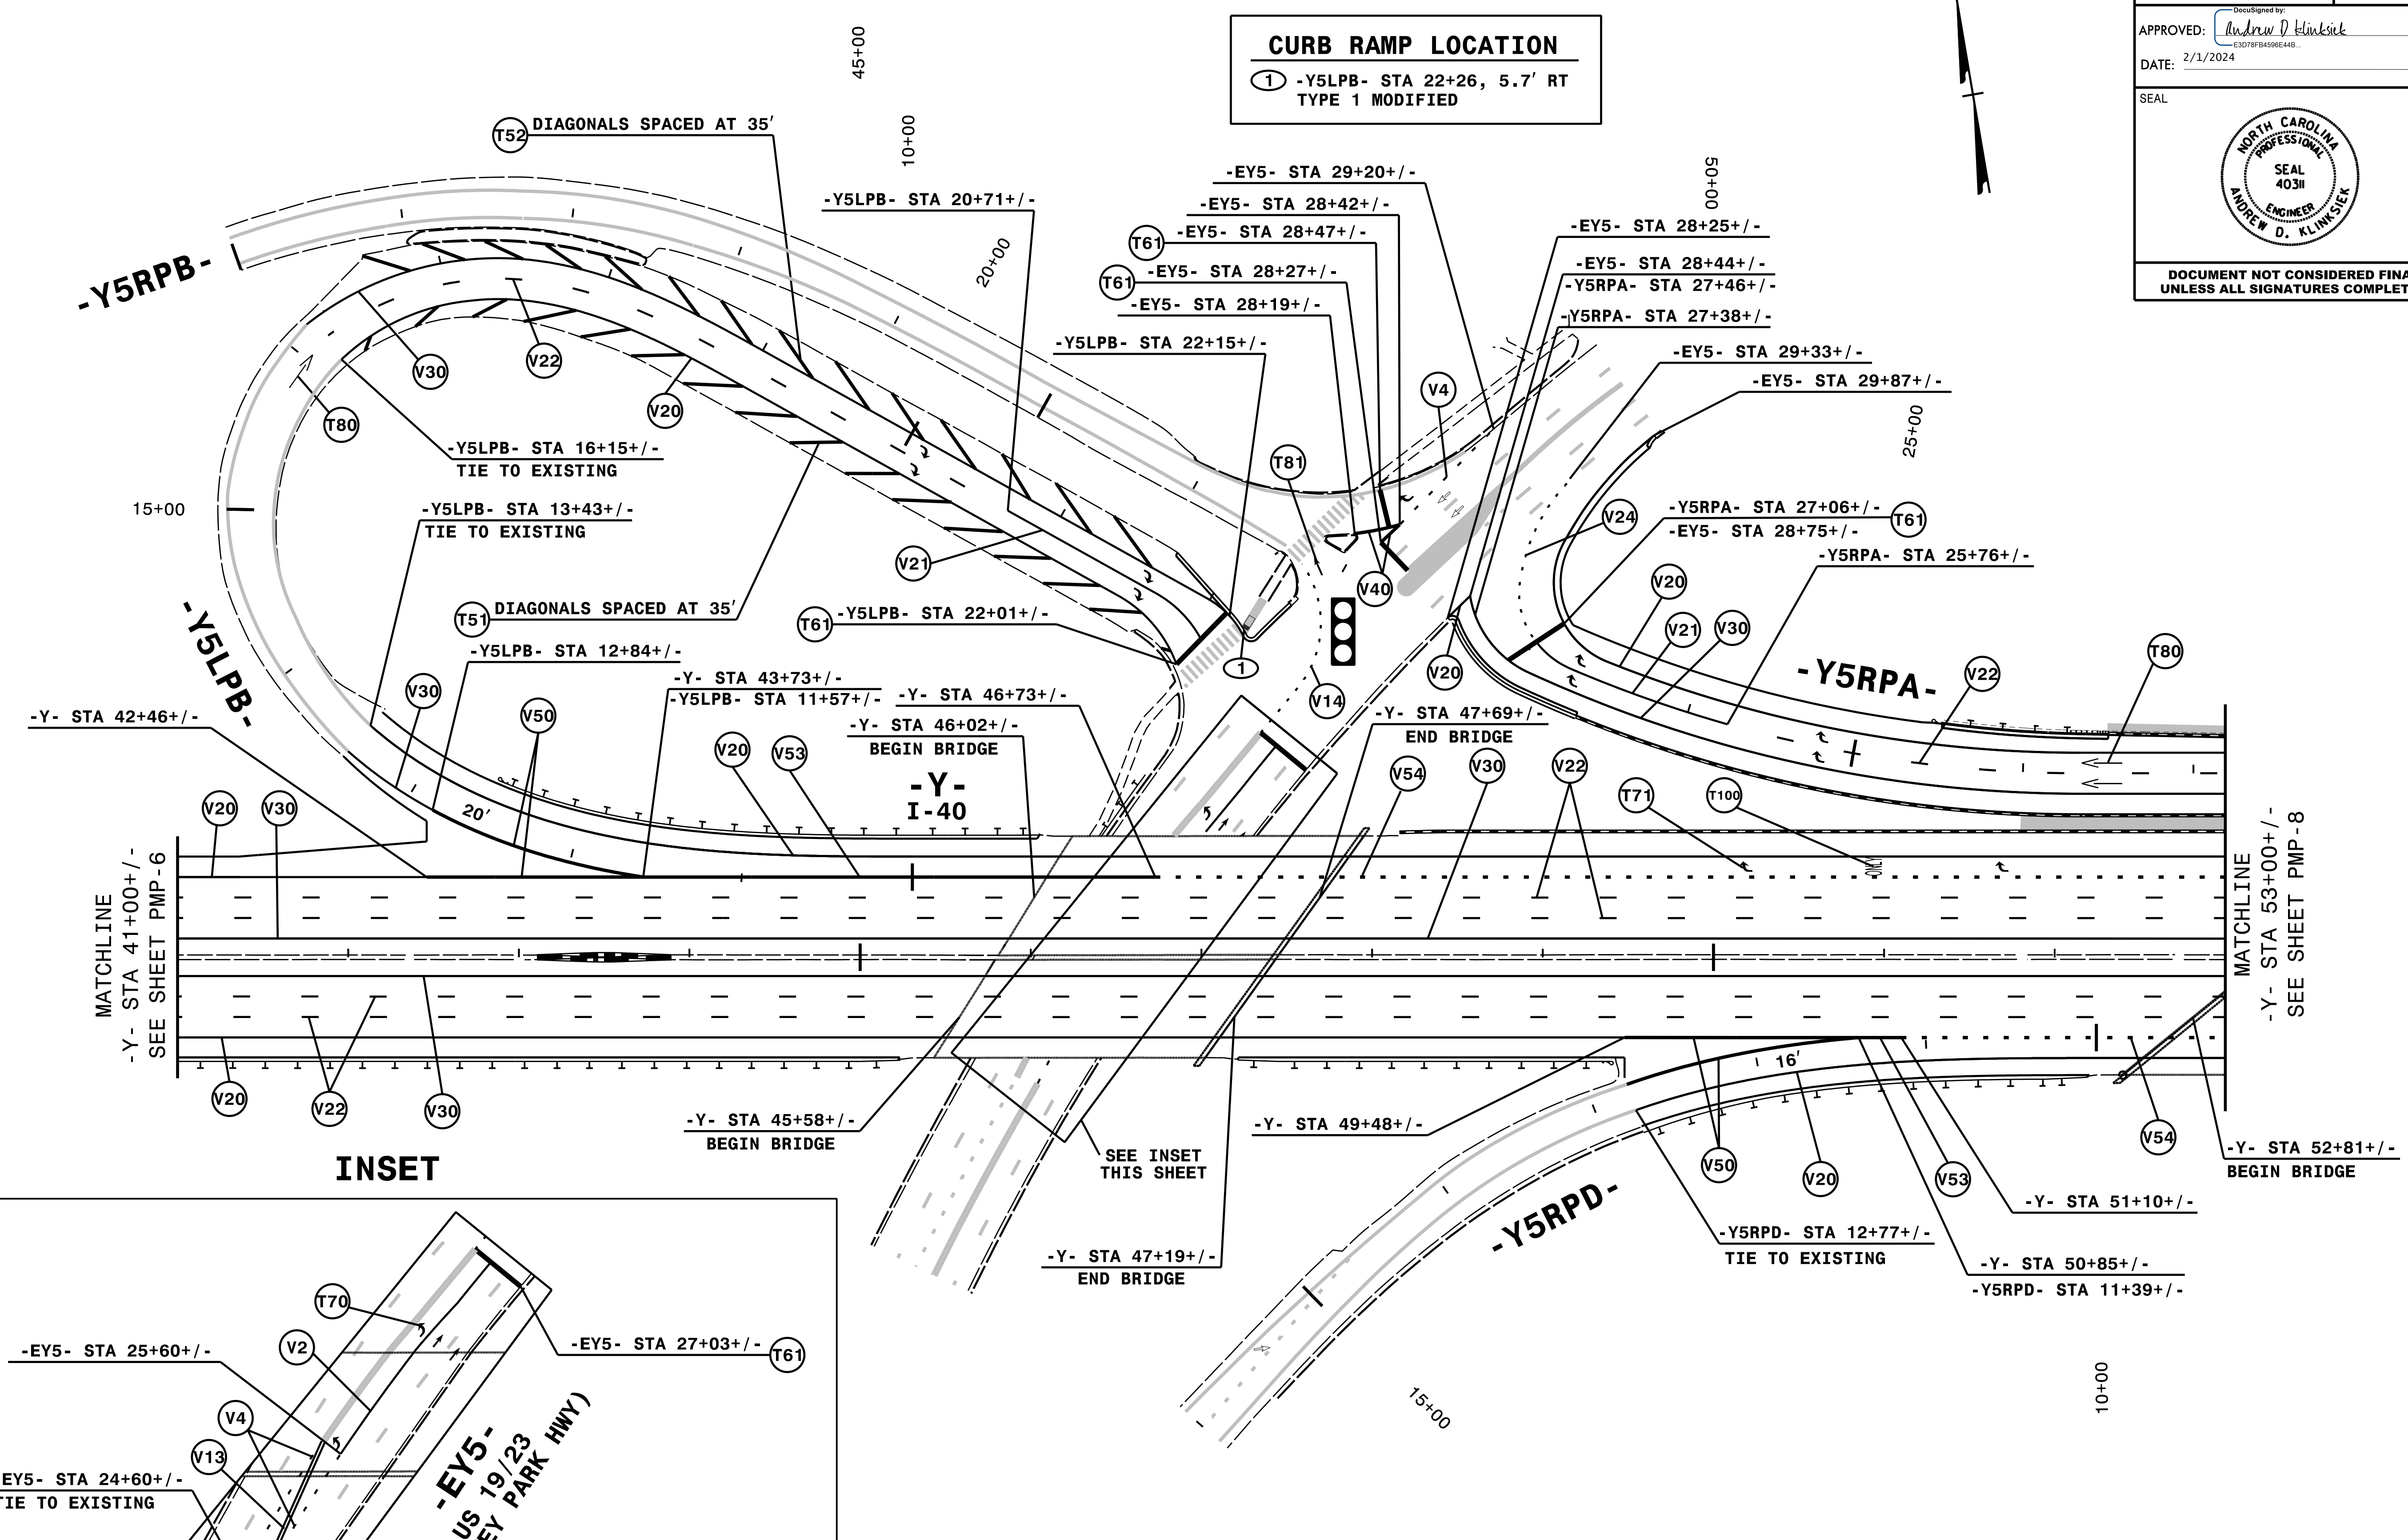 CURB RAMP LOCATION
1 -Y5LPB- STA 22+26, 5.7' RT
TYPE 1 MODIFIED
DocuSigned by:
APPROVED: Andrew D Klinksiek
E3D78FB4596E44B...
DATE: 2/1/2024
SEAL
NORTH CAROLINA
PROFESSIONAL
SEAL
40311
ENGINEER
ANDREW D. KLINKSIEK
DOCUMENT NOT CONSIDERED FINA
UNLESS ALL SIGNATURES COMPLET
45+00
10+00
20+00
50+00
25+00
T52 DIAGONALS SPACED AT 35'
-Y5LPB- STA 20+71+/-
-EY5- STA 29+20+/-
-EY5- STA 28+42+/-
T61 -EY5- STA 28+47+/-
T61 -EY5- STA 28+27+/-
-EY5- STA 28+19+/-
-Y5LPB- STA 22+15+/-
-EY5- STA 28+25+/-
-EY5- STA 28+44+/-
-Y5RPA- STA 27+46+/-
-Y5RPA- STA 27+38+/-
-EY5- STA 29+33+/-
-EY5- STA 29+87+/-
-Y5RPB-
V30
V22
V20
T80
V4
T81
-Y5LPB- STA 16+15+/-
TIE TO EXISTING
15+00
-Y5LPB- STA 13+43+/-
TIE TO EXISTING
V21
V40
V24
-Y5RPA- STA 27+06+/- T61
-EY5- STA 28+75+/-
-Y5RPA- STA 25+76+/-
V20
V21
V30
T51 DIAGONALS SPACED AT 35'
T61 -Y5LPB- STA 22+01+/-
-Y5LPB-
-Y5LPB- STA 12+84+/-
1
V20
V14
-Y5RPA-
V22
T80
V30
V50
-Y- STA 43+73+/-
-Y5LPB- STA 11+57+/-
-Y- STA 46+73+/-
-Y- STA 42+46+/-
V20
V53
-Y- STA 46+02+/-
BEGIN BRIDGE
-Y- STA 47+69+/-
END BRIDGE
-Y-
I-40
V54
V30
V22
T71
T100
V20
V30
20'
ONLY
MATCHLINE
-Y- STA 41+00+/-
SEE SHEET PMP-6
MATCHLINE
-Y- STA 53+00+/-
SEE SHEET PMP-8
V20
V22
V30
16'
-Y- STA 45+58+/-
BEGIN BRIDGE
SEE INSET
THIS SHEET
-Y- STA 49+48+/-
V50
V20
V53
V54
-Y- STA 52+81+/-
BEGIN BRIDGE
-Y- STA 51+10+/-
-Y5RPD-
-Y5RPD- STA 12+77+/-
TIE TO EXISTING
-Y- STA 50+85+/-
-Y5RPD- STA 11+39+/-
-Y- STA 47+19+/-
END BRIDGE
15+00
10+00
INSET
T70
V2
-EY5- STA 25+60+/-
-EY5- STA 27+03+/- T61
V4
V13
EY5- STA 24+60+/-
TIE TO EXISTING
-EY5-
US 19/23
EY PARK HWY)